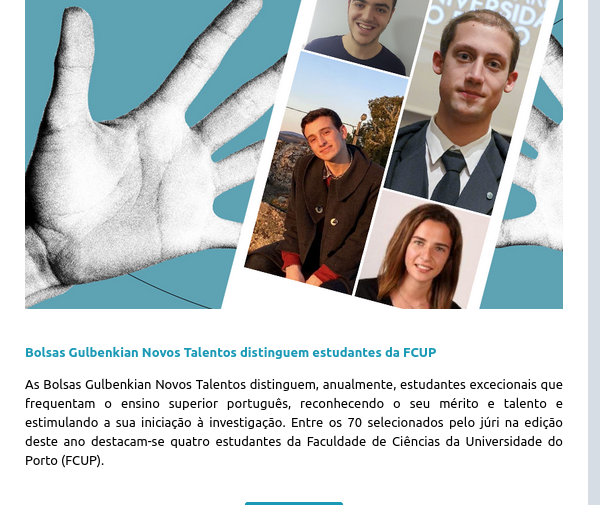 Bolsas Gulbenkian Novos Talentos distinguem estudantes da FCUP
As Bolsas Gulbenkian Novos Talentos distinguem, anualmente, estudantes excecionais que
frequentam o ensino superior português, reconhecendo o seu mérito e talento e
estimulando a sua iniciação à investigação. Entre os 70 selecionados pelo júri na edição
deste ano destacam-se quatro estudantes da Faculdade de Ciências da Universidade do
Porto (FCUP).